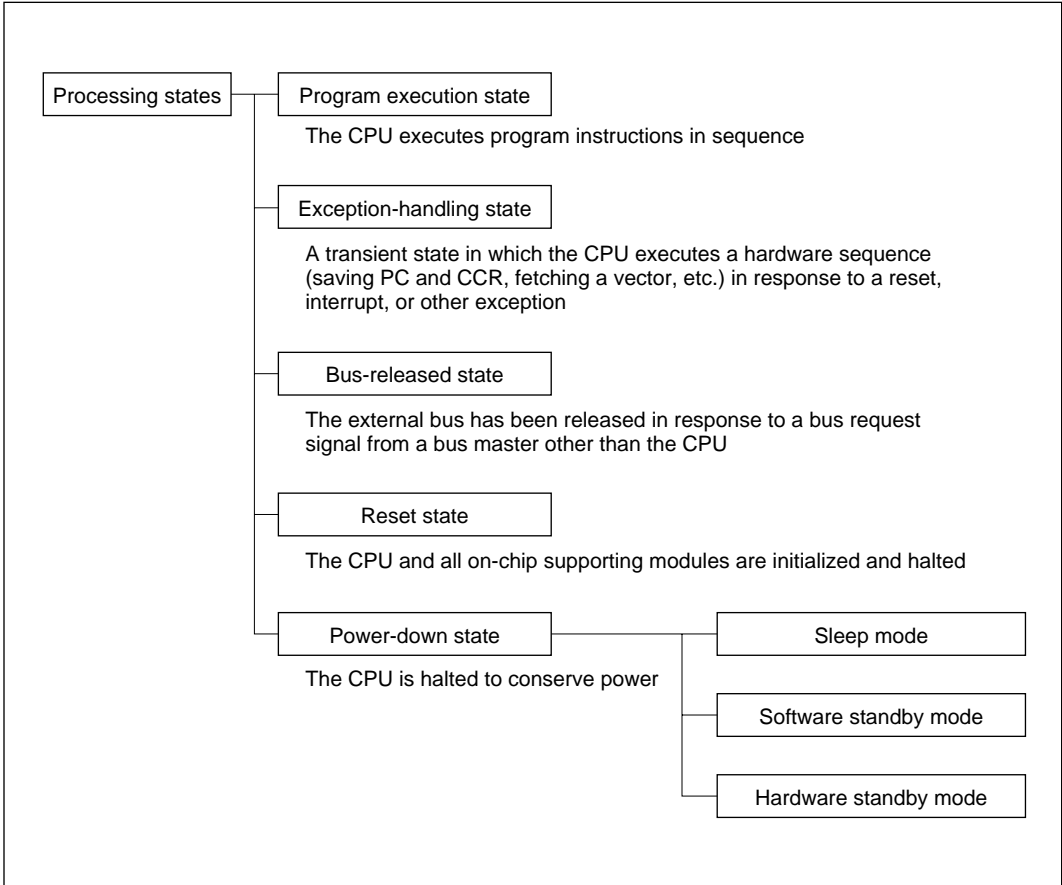 Processing states
Program execution state
The CPU executes program instructions in sequence
Exception-handling state
A transient state in which the CPU executes a hardware sequence
(saving PC and CCR, fetching a vector, etc.) in response to a reset,
interrupt, or other exception
Bus-released state
The external bus has been released in response to a bus request
signal from a bus master other than the CPU
Reset state
The CPU and all on-chip supporting modules are initialized and halted
Power-down state
The CPU is halted to conserve power
Sleep mode
Software standby mode
Hardware standby mode